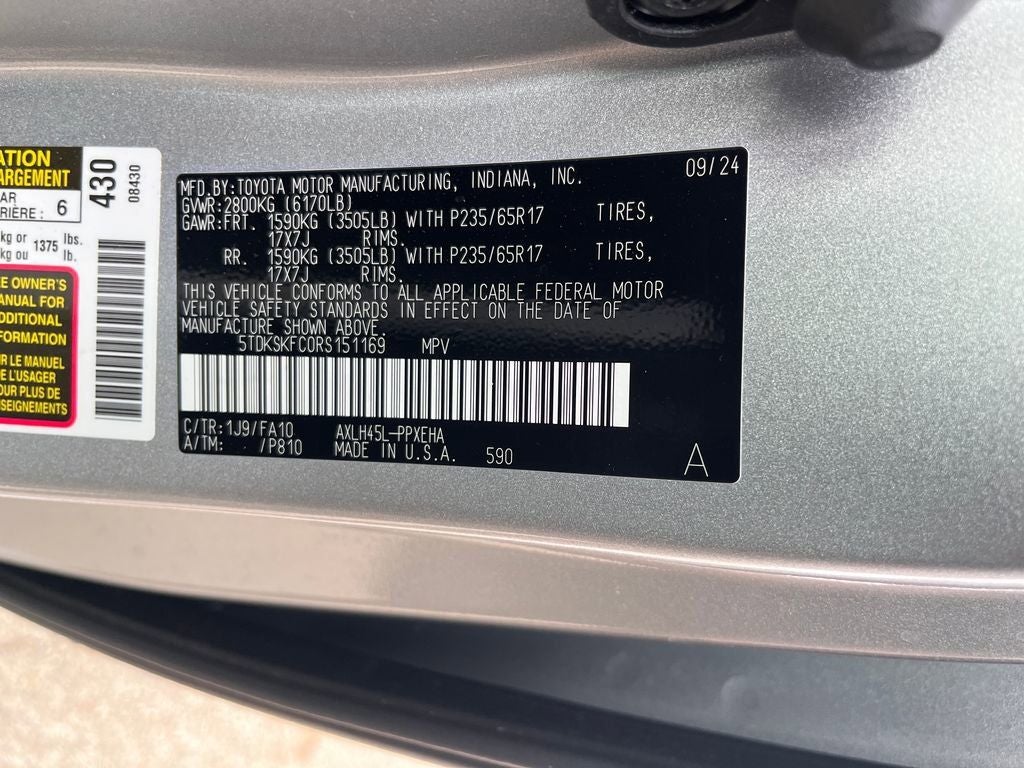 ATION
ARGEMENT
AR
RIÈRE : 6
kg or 1375 lbs.
kg ou lb.
E OWNER'S
ANUAL FOR
DDITIONAL
FORMATION
R LE MANUEL
E L'USAGER
OUR PLUS DE
SEIGNEMENTS
430
08430
09/24
MFD.BY:TOYOTA MOTOR MANUFACTURING, INDIANA, INC.
GVWR:2800KG (6170LB)
GAWR:FRT. 1590KG (3505LB) WITH P235/65R17 TIRES,
17X7J RIMS.
RR. 1590KG (3505LB) WITH P235/65R17 TIRES,
17X7J RIMS.
THIS VEHICLE CONFORMS TO ALL APPLICABLE FEDERAL MOTOR
VEHICLE SAFETY STANDARDS IN EFFECT ON THE DATE OF
MANUFACTURE SHOWN ABOVE.
5TDKSKFC0RS151169 MPV
C/TR:1J9/FA10 AXLH45L-PPXEHA
A/TM: /P810 MADE IN U.S.A. 590
A